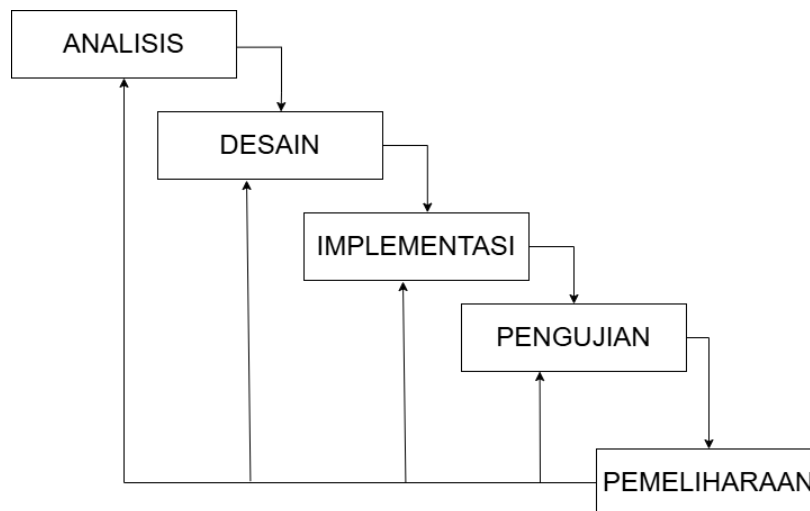 ANALISIS
DESAIN
IMPLEMENTASI
PENGUJIAN
PEMELIHARAAN